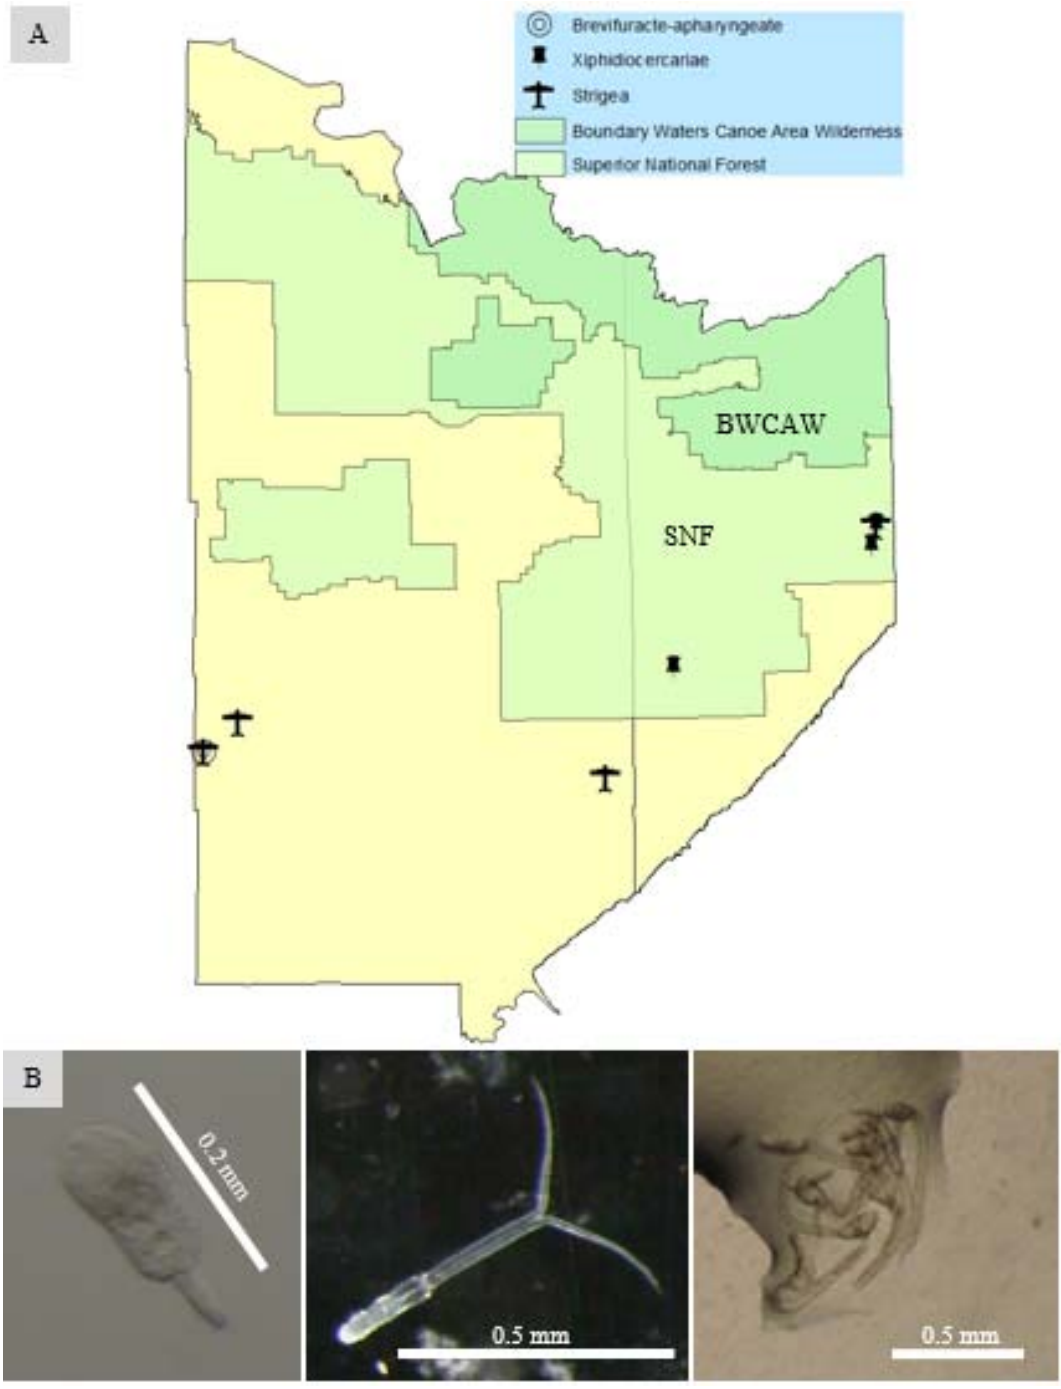 A
Brevifuracte-apharyngeate
Xiphidiocercariae
Strigea
Boundary Waters Canoe Area Wilderness
Superior National Forest
BWCAW
SNF
B
0.2 mm
0.5 mm
0.5 mm